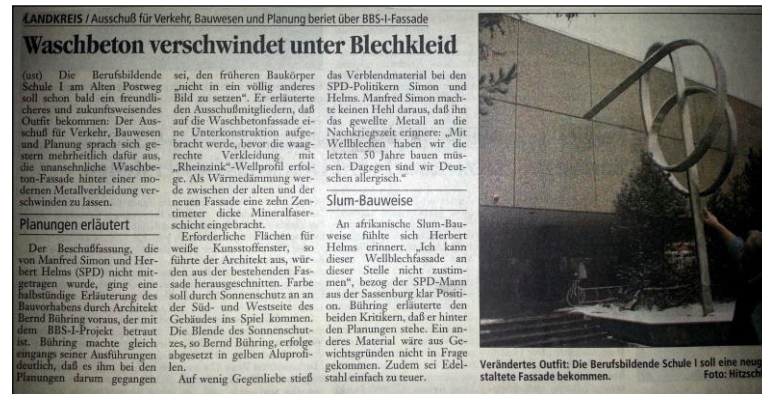 LANDKREIS / Ausschuß für Verkehr, Bauwesen und Planung beriet über BBS-I-Fassade
Waschbeton verschwindet unter Blechkleid
(ust) Die Berufsbildende
Schule I am Alten Postweg
soll schon bald ein freundli-
cheres und zukunftsweisendes
Outfit bekommen: Der Aus-
schuß für Verkehr, Bauwesen
und Planung sprach sich ge-
stern mehrheitlich dafür aus,
die unansehnliche Waschbe-
ton-Fassade hinter einer mo-
dernen Metallverkleidung ver-
schwinden zu lassen.
Planungen erläutert
Der Beschußfassung, die
von Manfred Simon und Her-
bert Helms (SPD) nicht mit-
getragen wurde, ging eine
halbstündige Erläuterung des
Bauvorhabens durch Architekt
Bernd Bühring voraus, der mit
dem BBS-I-Projekt betraut
ist. Bühring machte gleich
eingangs seiner Ausführungen
deutlich, daß es ihm bei den
Planungen darum gegangen
sei, den früheren Baukörper
„nicht in ein völlig anderes
Bild zu setzen“. Er erläuterte
den Ausschußmitgliedern, daß
auf die Waschbetonfassade ei-
ne Unterkonstruktion aufge-
bracht werde, bevor die waag-
rechte Verkleidung mit
„Rheinzink“-Wellprofil erfol-
ge. Als Wärmedämmung wer-
de zwischen der alten und der
neuen Fassade eine zehn Zen-
timeter dicke Mineralfaser-
schicht eingebracht.
Erforderliche Flächen für
weiße Kunsstoffenster, so
führte der Architekt aus, wür-
den aus der bestehenden Fas-
sade herausgeschnitten. Farbe
soll durch Sonnenschutz an an
der Süd- und Westseite des
Gebäudes ins Spiel kommen.
Die Blende des Sonnenschut-
zes, so Bernd Bühring, erfolge
abgesetzt in gelben Aluprofi-
len.
Auf wenig Gegenliebe stieß
das Verblendmaterial bei den
SPD-Politikern Simon und
Helms. Manfred Simon mach-
te keinen Hehl daraus, daß ihn
das gewellte Metall an die
Nachkriegszeit erinnere: „Mit
Wellblechen haben wir die
letzten 50 Jahre bauen müs-
sen. Dagegen sind wir Deut-
schen allergisch.“
Slum-Bauweise
An afrikanische Slum-Bau-
weise fühlte sich Herbert
Helms erinnert. „Ich kann
dieser Wellblechfassade an
dieser Stelle nicht zustim-
men“, bezog der SPD-Mann
aus der Sassenburg klar Positi-
on. Bühring erläuterte den
beiden Kritikern, daß er hinter
den Planungen stehe. Ein an-
deres Material wäre aus Ge-
wichtsgründen nicht in Frage
gekommen. Zudem sei Edel-
stahl einfach zu teuer.
Verändertes Outfit: Die Berufsbildende Schule I soll eine neug
staltete Fassade bekommen.
Foto: Hitzsch